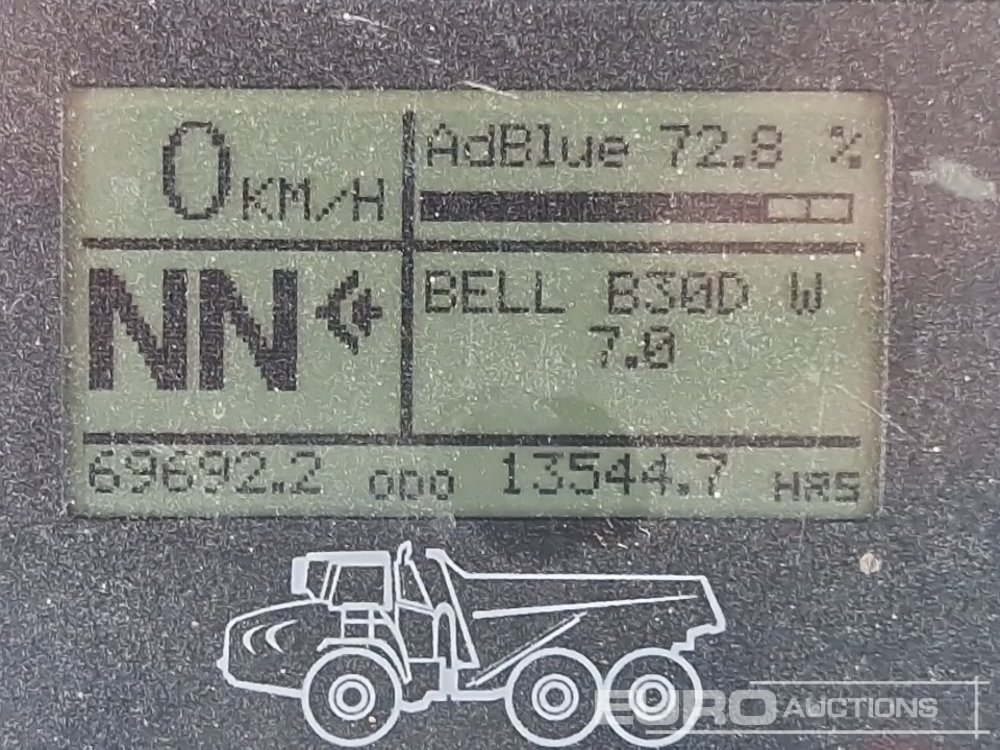 0 KM/H
AdBlue 72.8 %
NN
BELL B30D W
7.0
69692.2 ODO 13544.7 HRS
EURO AUCTIONS